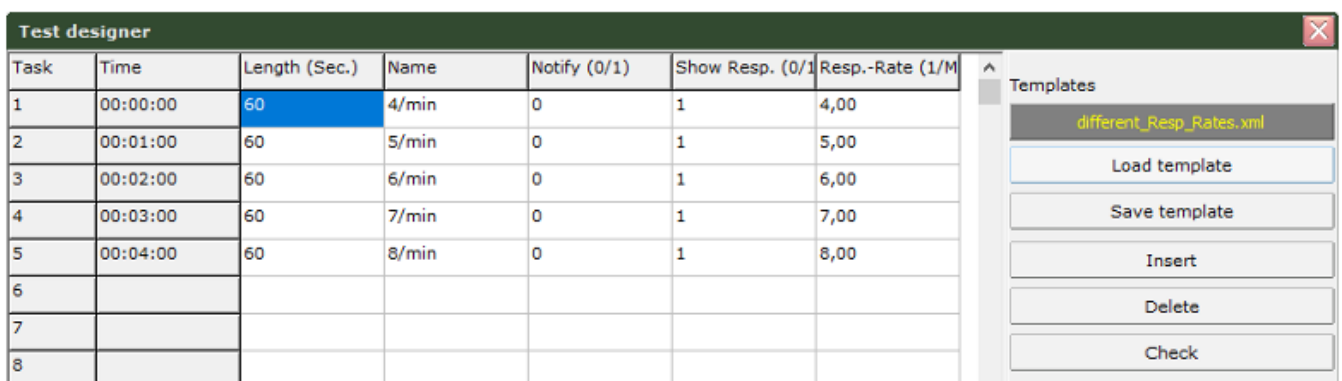 Test designer
Task Time Length (Sec.) Name Notify (0/1) Show Resp. (0/1 Resp.-Rate (1/M
Templates
1 00:00:00 60 4/min 0 1 4,00
different_Resp_Rates.xml
2 00:01:00 60 5/min 0 1 5,00
Load template
3 00:02:00 60 6/min 0 1 6,00
4 00:03:00 60 7/min 0 1 7,00
Save template
5 00:04:00 60 8/min 0 1 8,00
Insert
6
Delete
7
Check
8